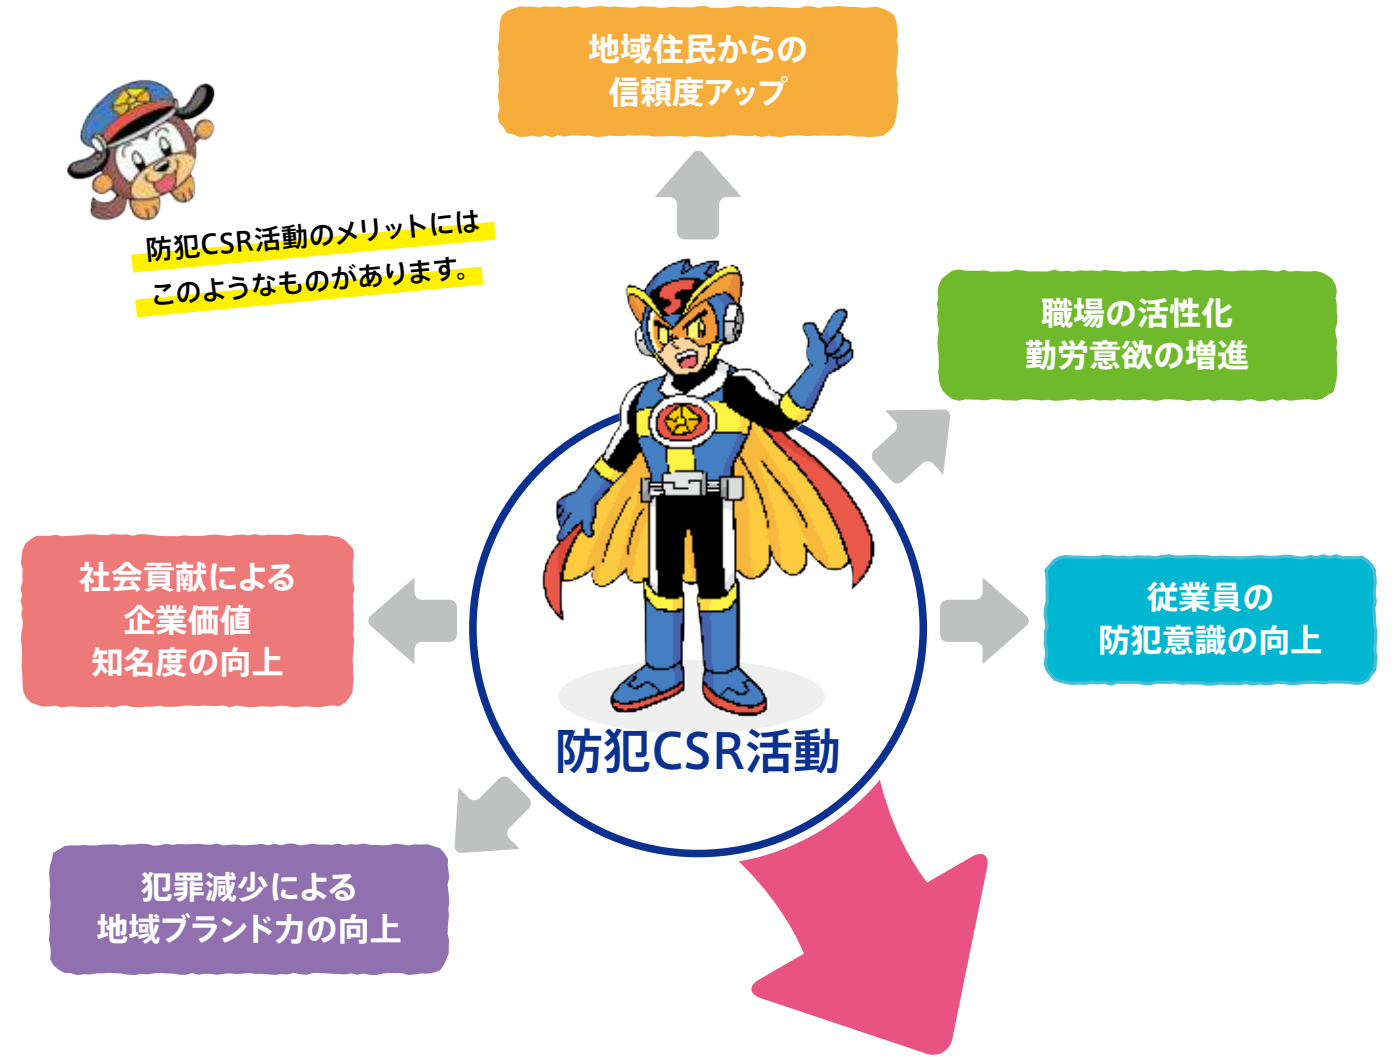 地域住民からの
信頼度アップ
防犯CSR活動のメリットには
このようなものがあります。
職場の活性化
勤労意欲の増進
社会貢献による
企業価値
知名度の向上
従業員の
防犯意識の向上
防犯CSR活動
犯罪減少による
地域ブランド力の向上